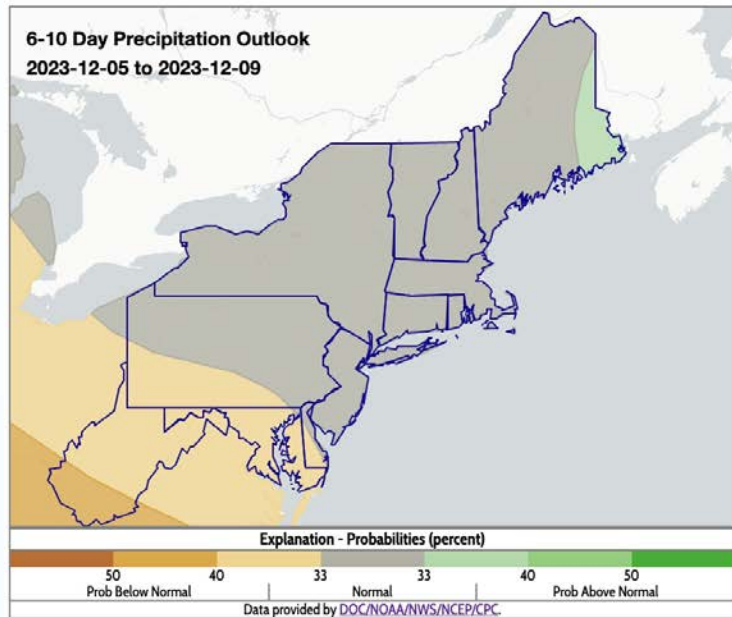 6-10 Day Precipitation Outlook
2023-12-05 to 2023-12-09
Explanation - Probabilities (percent)
50 40 33 33 40 50
Prob Below Normal Normal Prob Above Normal
Data provided by DOC/NOAA/NWS/NCEP/CPC.